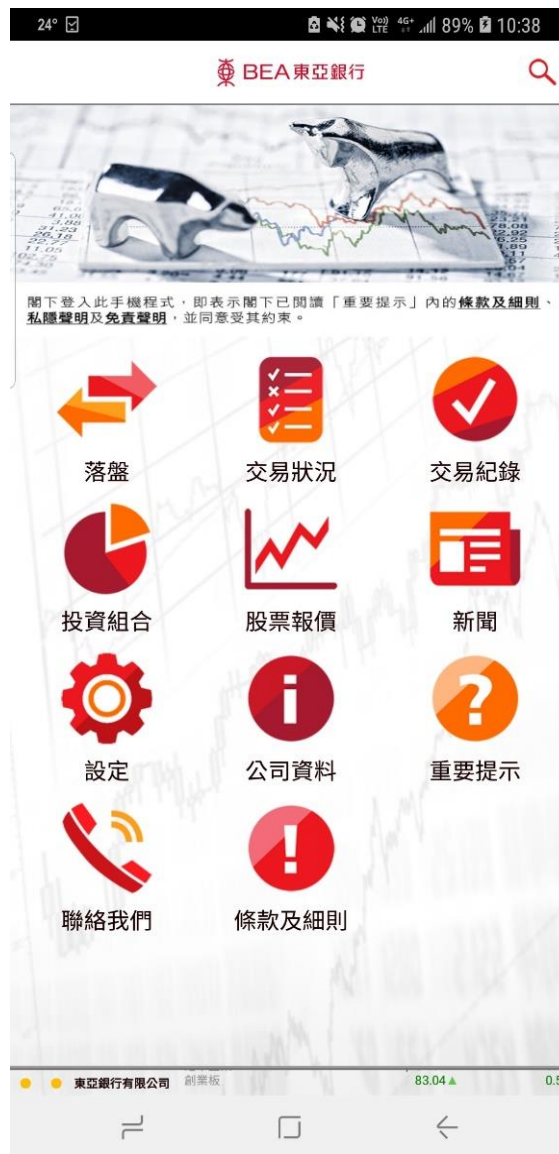 24°
89% 10:38
BEA東亞銀行
閣下登入此手機程式，即表示閣下已閱讀「重要提示」內的條款及細則、
私隱聲明及免責聲明，並同意受其約束。
落盤 交易狀況 交易紀錄
投資組合 股票報價 新聞
設定 公司資料 重要提示
聯絡我們 條款及細則
東亞銀行有限公司 創業板 83.04▲